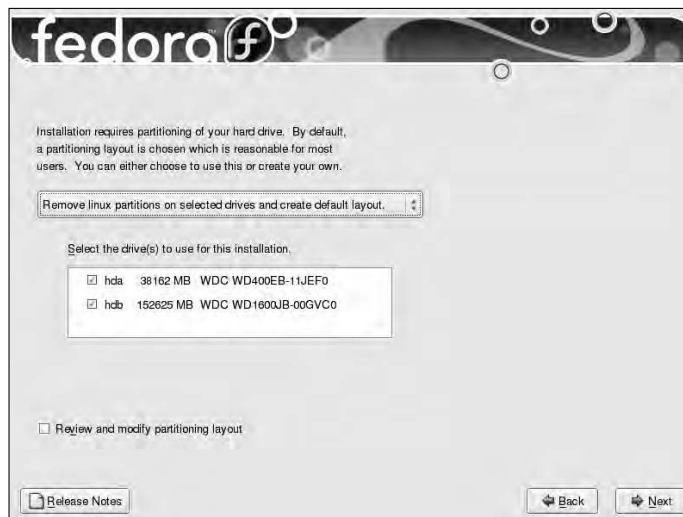 fedora
Installation requires partitioning of your hard drive. By default,
a partitioning layout is chosen which is reasonable for most
users. You can either choose to use this or create your own.
Remove linux partitions on selected drives and create default layout.
Select the drive(s) to use for this installation.
hda 38162 MB WDC WD400EB-11JEF0
hdb 152625 MB WDC WD1600JB-00GVC0
Review and modify partitioning layout
Release Notes
Back
Next